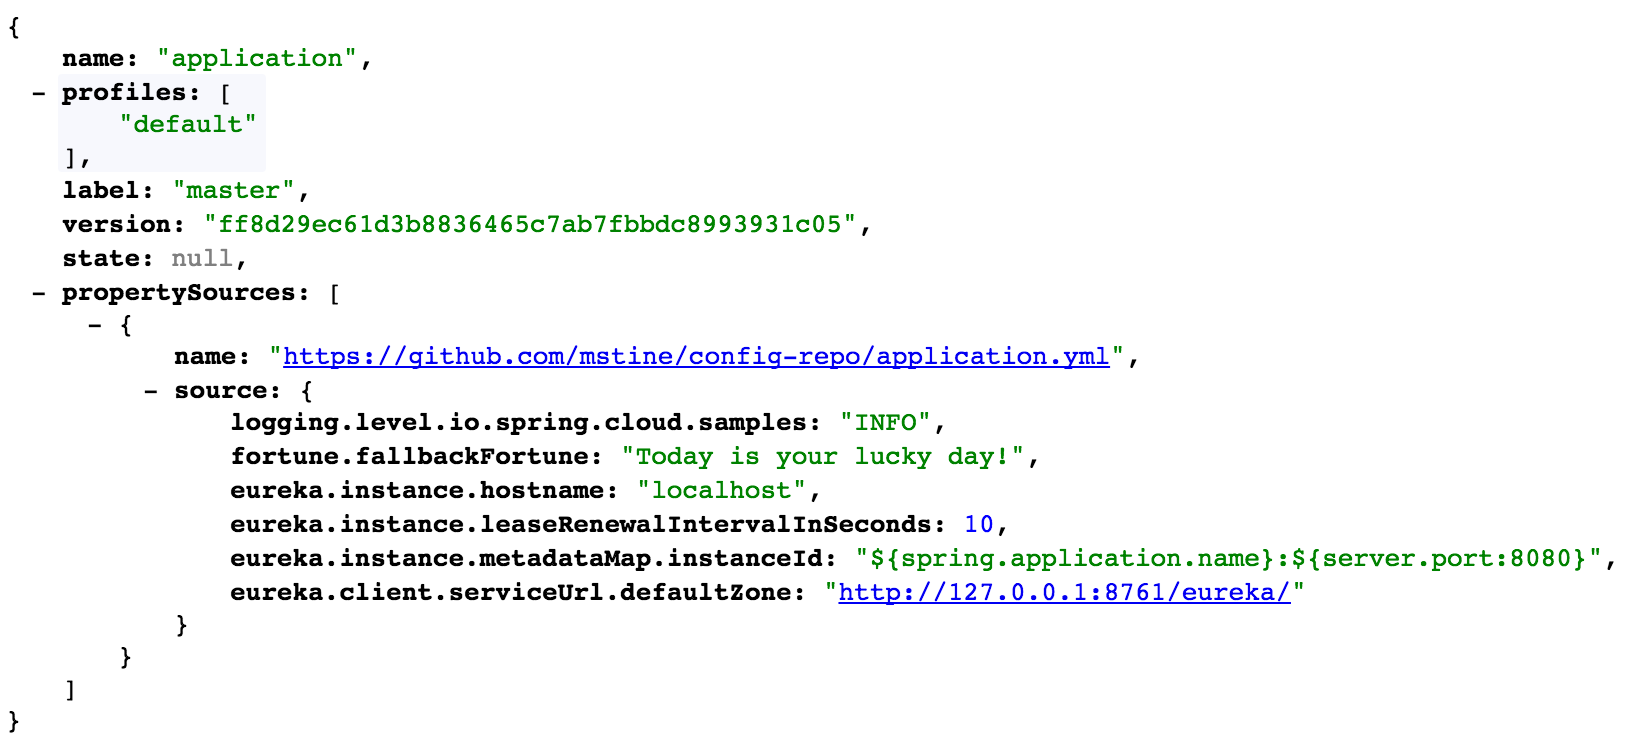 {
name: "application",
- profiles: [
"default"
],
label: "master",
version: "ff8d29ec61d3b8836465c7ab7fbbdc8993931c05",
state: null,
- propertySources: [
- {
name: "https://github.com/mstine/config-repo/application.yml",
- source: {
logging.level.io.spring.cloud.samples: "INFO",
fortune.fallbackFortune: "Today is your lucky day!",
eureka.instance.hostname: "localhost",
eureka.instance.leaseRenewalIntervalInSeconds: 10,
eureka.instance.metadataMap.instanceId: "${spring.application.name}:${server.port:8080}",
eureka.client.serviceUrl.defaultZone: "http://127.0.0.1:8761/eureka/"
}
}
]
}